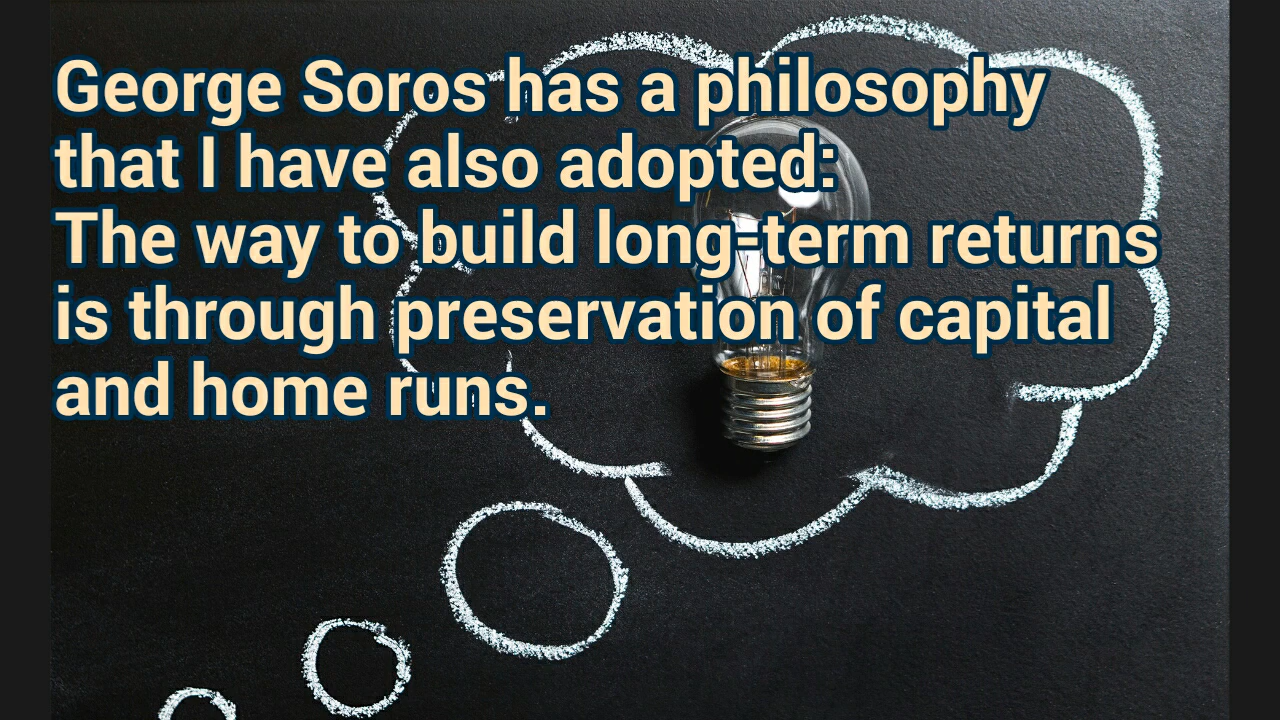 George Soros has a philosophy
that I have also adopted:
The way to build long-term returns
is through preservation of capital
and home runs.